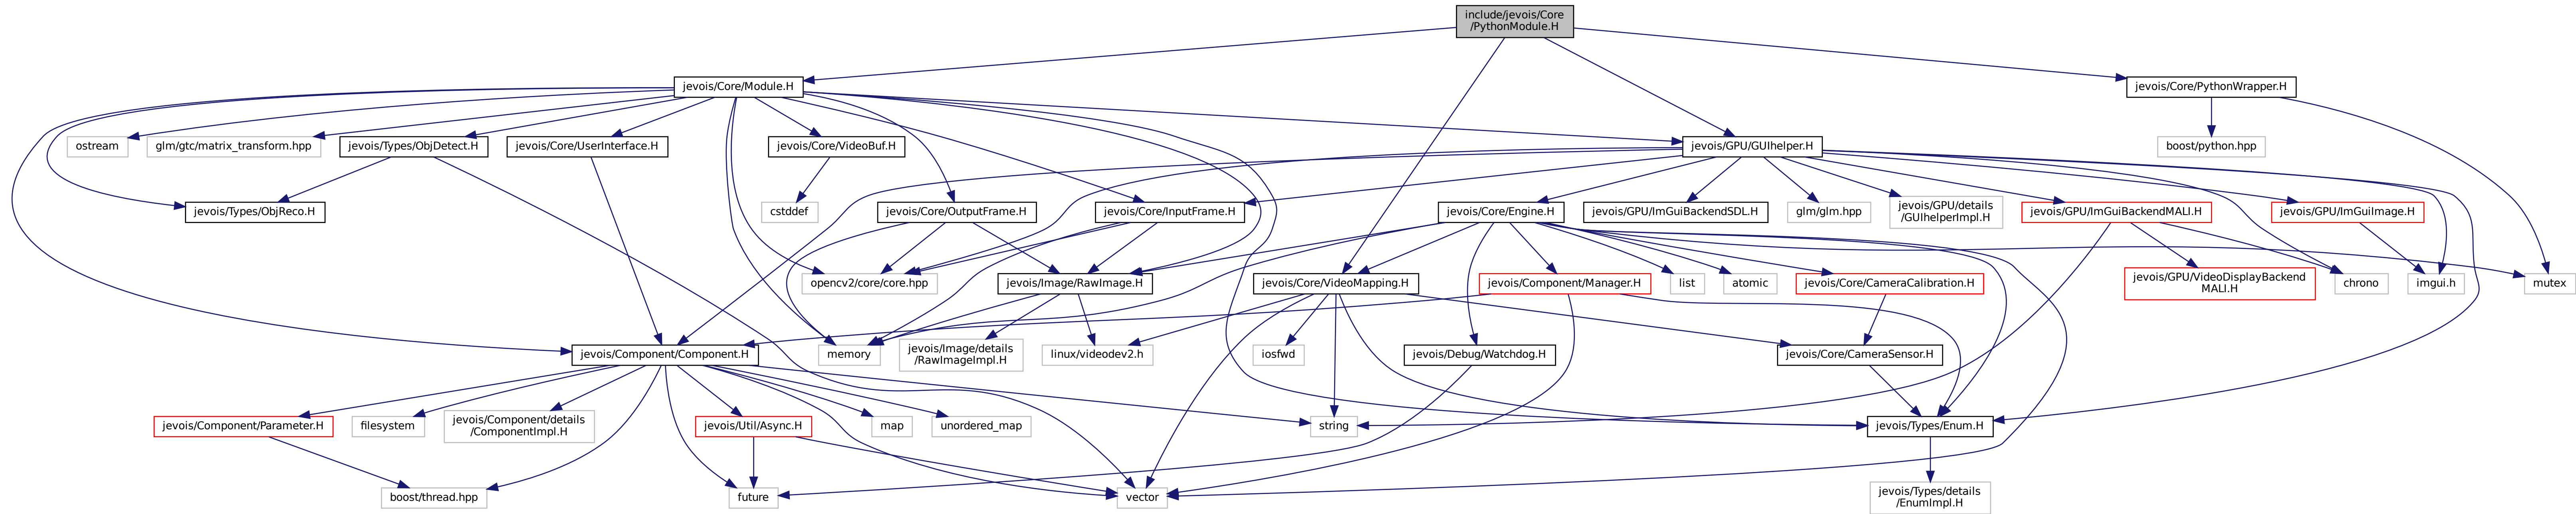 include/jevois/Core
/PythonModule.H
jevois/Core/Module.H
jevois/Core/PythonWrapper.H
ostream
glm/gtc/matrix_transform.hpp
jevois/Types/ObjDetect.H
jevois/Core/UserInterface.H
jevois/Core/VideoBuf.H
jevois/GPU/GUIhelper.H
boost/python.hpp
jevois/Types/ObjReco.H
cstddef
jevois/Core/OutputFrame.H
jevois/Core/InputFrame.H
jevois/Core/Engine.H
jevois/GPU/ImGuiBackendSDL.H
glm/glm.hpp
jevois/GPU/details
/GUIhelperImpl.H
jevois/GPU/ImGuiBackendMALI.H
jevois/GPU/ImGuiImage.H
opencv2/core/core.hpp
jevois/Image/RawImage.H
jevois/Core/VideoMapping.H
jevois/Component/Manager.H
list
atomic
jevois/Core/CameraCalibration.H
jevois/GPU/VideoDisplayBackend
MALI.H
chrono
imgui.h
mutex
jevois/Component/Component.H
memory
jevois/Image/details
/RawImageImpl.H
linux/videodev2.h
iosfwd
jevois/Debug/Watchdog.H
jevois/Core/CameraSensor.H
jevois/Component/Parameter.H
filesystem
jevois/Component/details
/ComponentImpl.H
jevois/Util/Async.H
map
unordered_map
string
jevois/Types/Enum.H
boost/thread.hpp
future
vector
jevois/Types/details
/EnumImpl.H